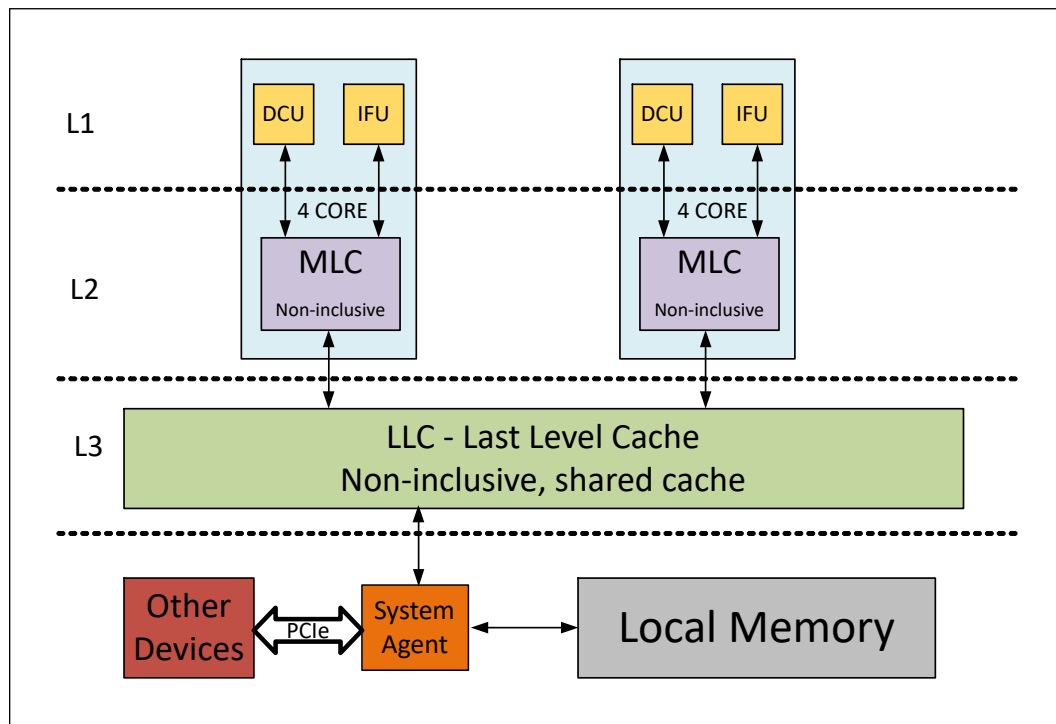 L1
DCU
IFU
DCU
IFU
4 CORE
4 CORE
L2
MLC
Non-inclusive
MLC
Non-inclusive
L3
LLC - Last Level Cache
Non-inclusive, shared cache
Other
Devices
PCIe
System
Agent
Local Memory